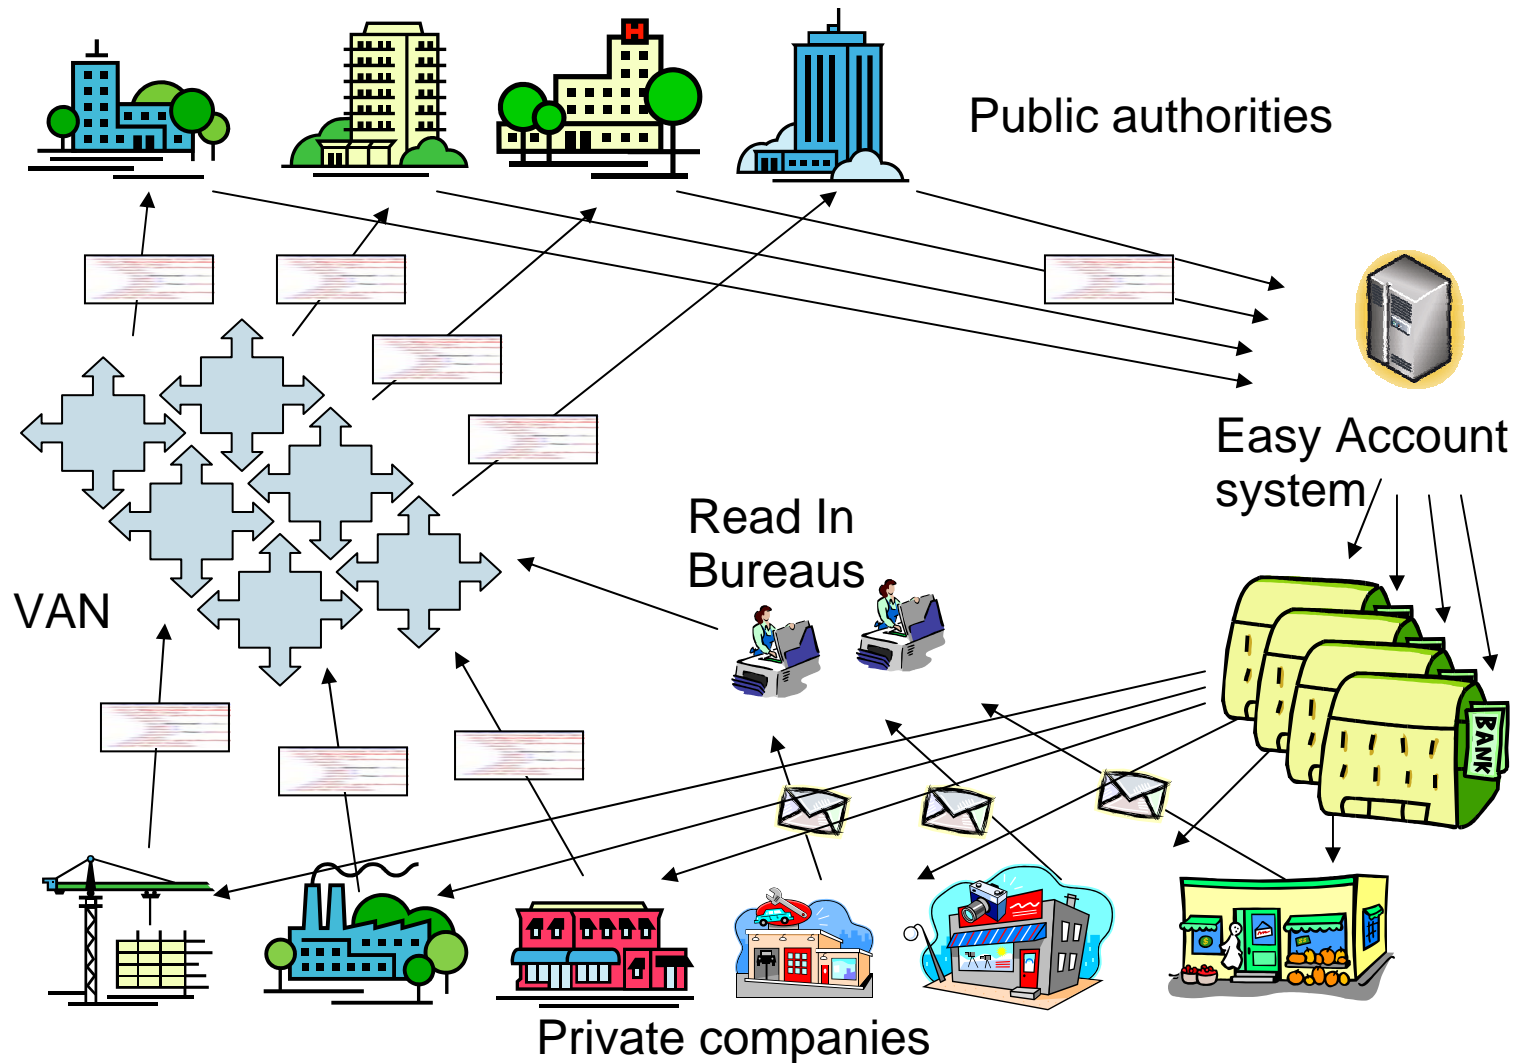 H
Public authorities
Easy Account
system
Read In
Bureaus
VAN
BANK
Private companies